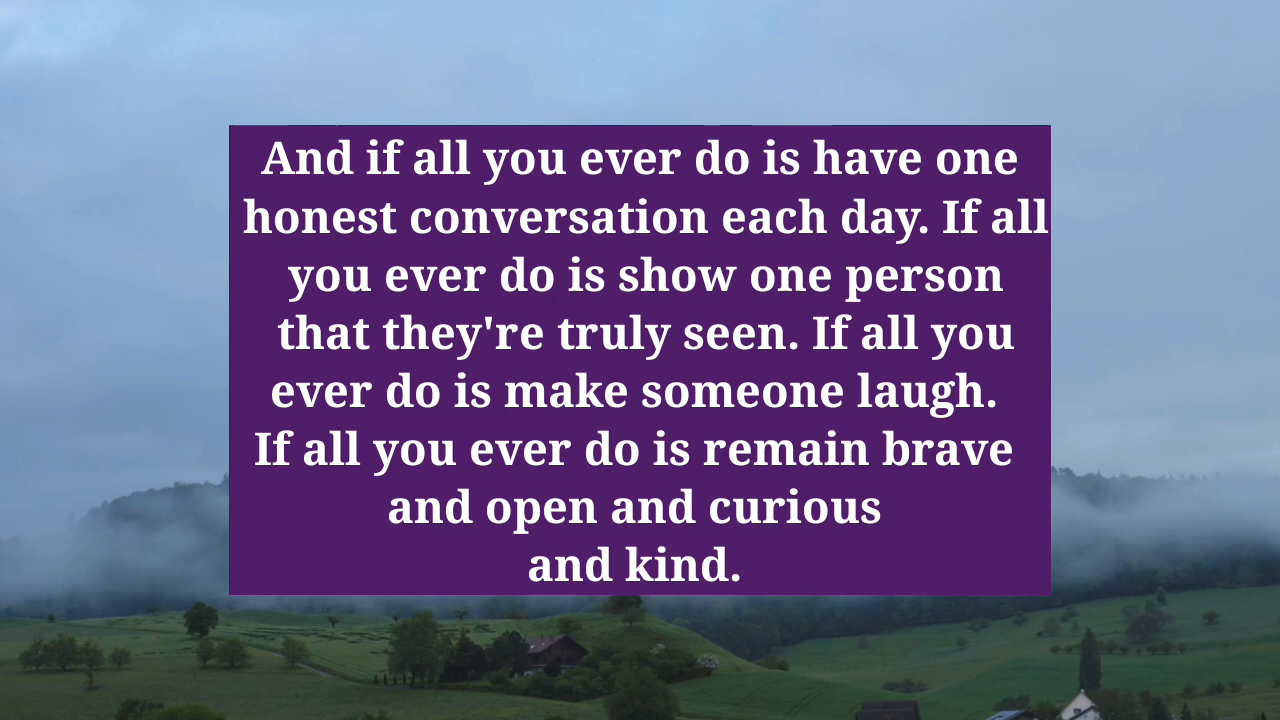 And if all you ever do is have one
honest conversation each day. If all
you ever do is show one person
that they're truly seen. If all you
ever do is make someone laugh.
If all you ever do is remain brave
and open and curious
and kind.